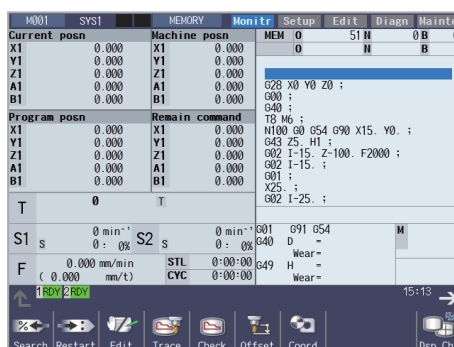 M001 SYS1 MEMORY Monitr Setup Edit Diagn Mainte
Current posn
X1 0.000
Y1 0.000
Z1 0.000
A1 0.000
B1 0.000
Machine posn
X1 0.000
Y1 0.000
Z1 0.000
A1 0.000
B1 0.000
Program posn
X1 0.000
Y1 0.000
Z1 0.000
A1 0.000
B1 0.000
Remain command
X1 0.000
Y1 0.000
Z1 0.000
A1 0.000
B1 0.000
T 0 T
S1 S 0 min⁻¹ 0: 0% S2 S 0 min⁻¹ 0: 0%
F 0.000 mm/min
( 0.000 mm/t)
STL 0:00:00
CYC 0:00:00
MEM O 51 N 0 B
O N B
G28 X0 Y0 Z0 ;
G00 ;
G40 ;
T8 M6 ;
N100 G0 G54 G90 X15. Y0. ;
G43 Z5. H1 ;
G02 I-15. Z-100. F2000 ;
G02 I-15. ;
G01 ;
X25. ;
G02 I-25. ;
G01 G91 G54 M
G40 D =
Wear=
G49 H =
Wear=
1 RDY 2 RDY 15:13
Search Restart Edit Trace Check Offset Coord Dsp Ch